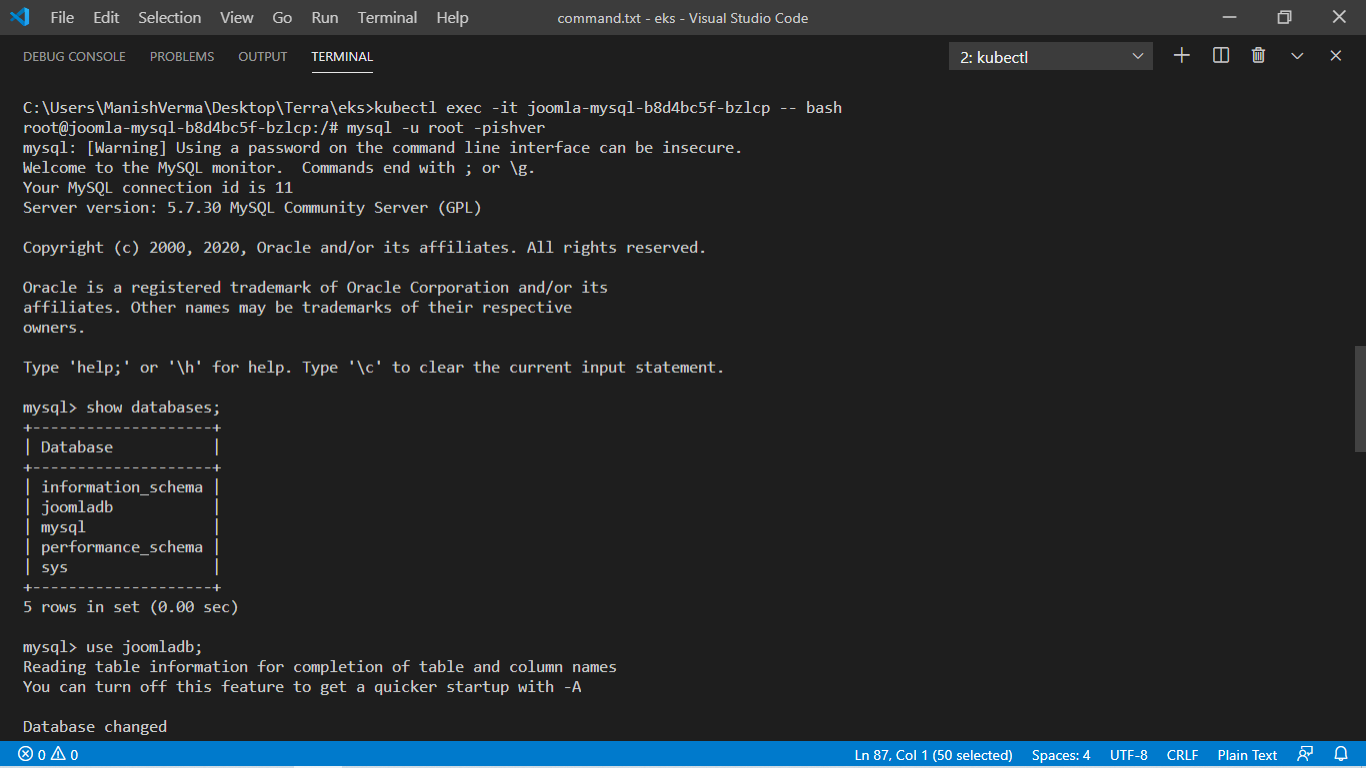 File Edit Selection View Go Run Terminal Help command.txt - eks - Visual Studio Code
DEBUG CONSOLE PROBLEMS OUTPUT TERMINAL 2: kubectl
C:\Users\ManishVerma\Desktop\Terra\eks>kubectl exec -it joomla-mysql-b8d4bc5f-bzlcp -- bash
root@joomla-mysql-b8d4bc5f-bzlcp:/# mysql -u root -pishver
mysql: [Warning] Using a password on the command line interface can be insecure.
Welcome to the MySQL monitor.  Commands end with ; or \g.
Your MySQL connection id is 11
Server version: 5.7.30 MySQL Community Server (GPL)
Copyright (c) 2000, 2020, Oracle and/or its affiliates. All rights reserved.
Oracle is a registered trademark of Oracle Corporation and/or its
affiliates. Other names may be trademarks of their respective
owners.
Type 'help;' or '\h' for help. Type '\c' to clear the current input statement.
mysql> show databases;
+--------------------+
| Database           |
+--------------------+
| information_schema |
| joomladb           |
| mysql              |
| performance_schema |
| sys                |
+--------------------+
5 rows in set (0.00 sec)
mysql> use joomladb;
Reading table information for completion of table and column names
You can turn off this feature to get a quicker startup with -A
Database changed
0 0 Ln 87, Col 1 (50 selected) Spaces: 4 UTF-8 CRLF Plain Text